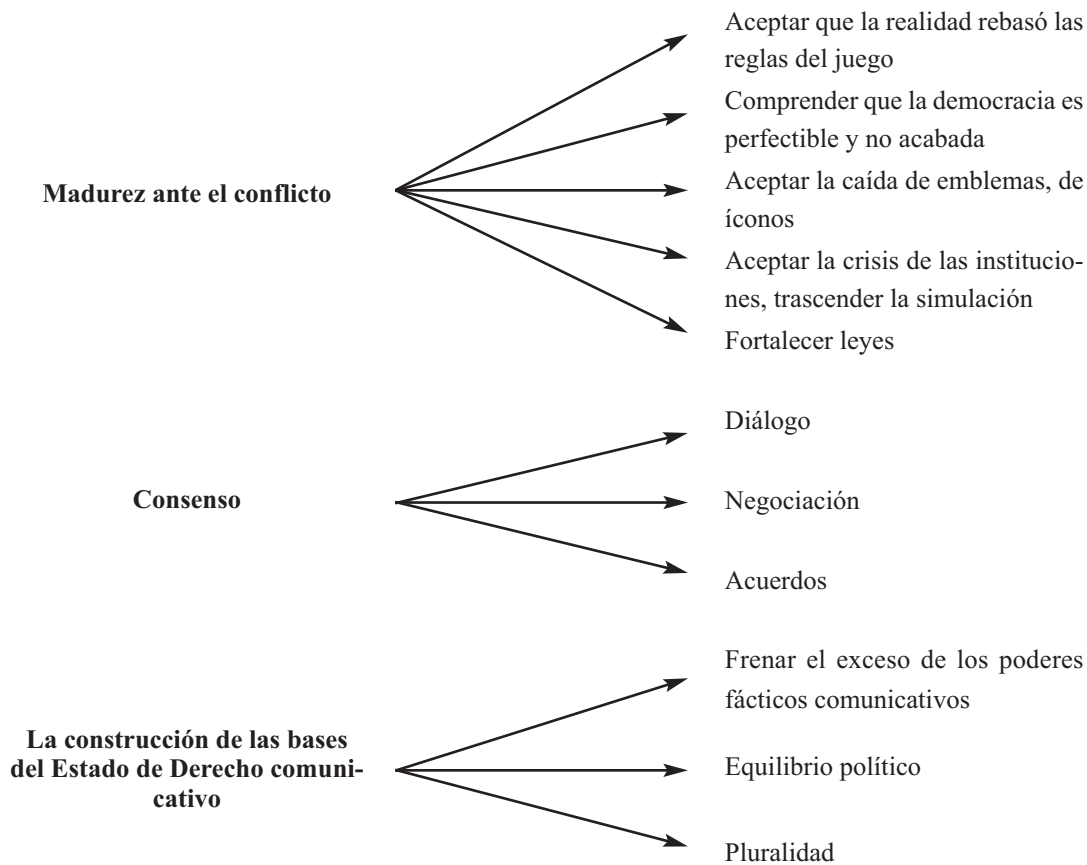 Aceptar que la realidad rebasó las
reglas del juego
Comprender que la democracia es
perfectible y no acabada
Madurez ante el conflicto
Aceptar la caída de emblemas, de
íconos
Aceptar la crisis de las institucio-
nes, trascender la simulación
Fortalecer leyes
Diálogo
Consenso
Negociación
Acuerdos
Frenar el exceso de los poderes
fácticos comunicativos
La construcción de las bases
del Estado de Derecho comuni-
cativo
Equilibrio político
Pluralidad